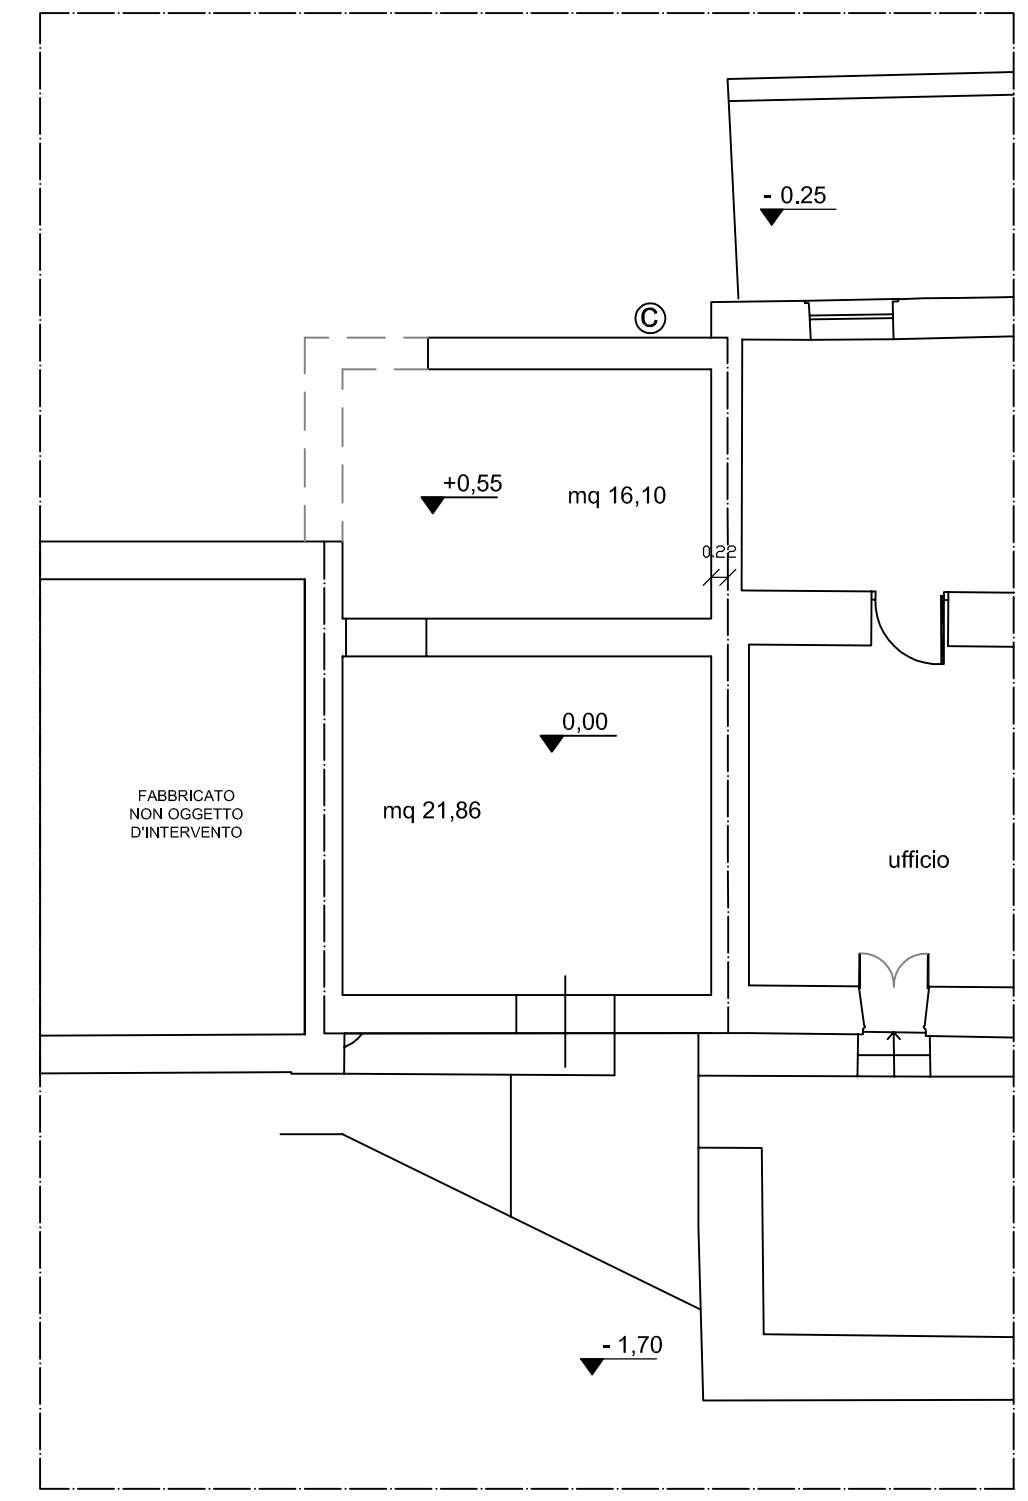 - 0.25
©
+0,55
mq 16,10
0.22
0,00
FABBRICATO
NON OGGETTO
D'INTERVENTO
mq 21,86
ufficio
- 1,70